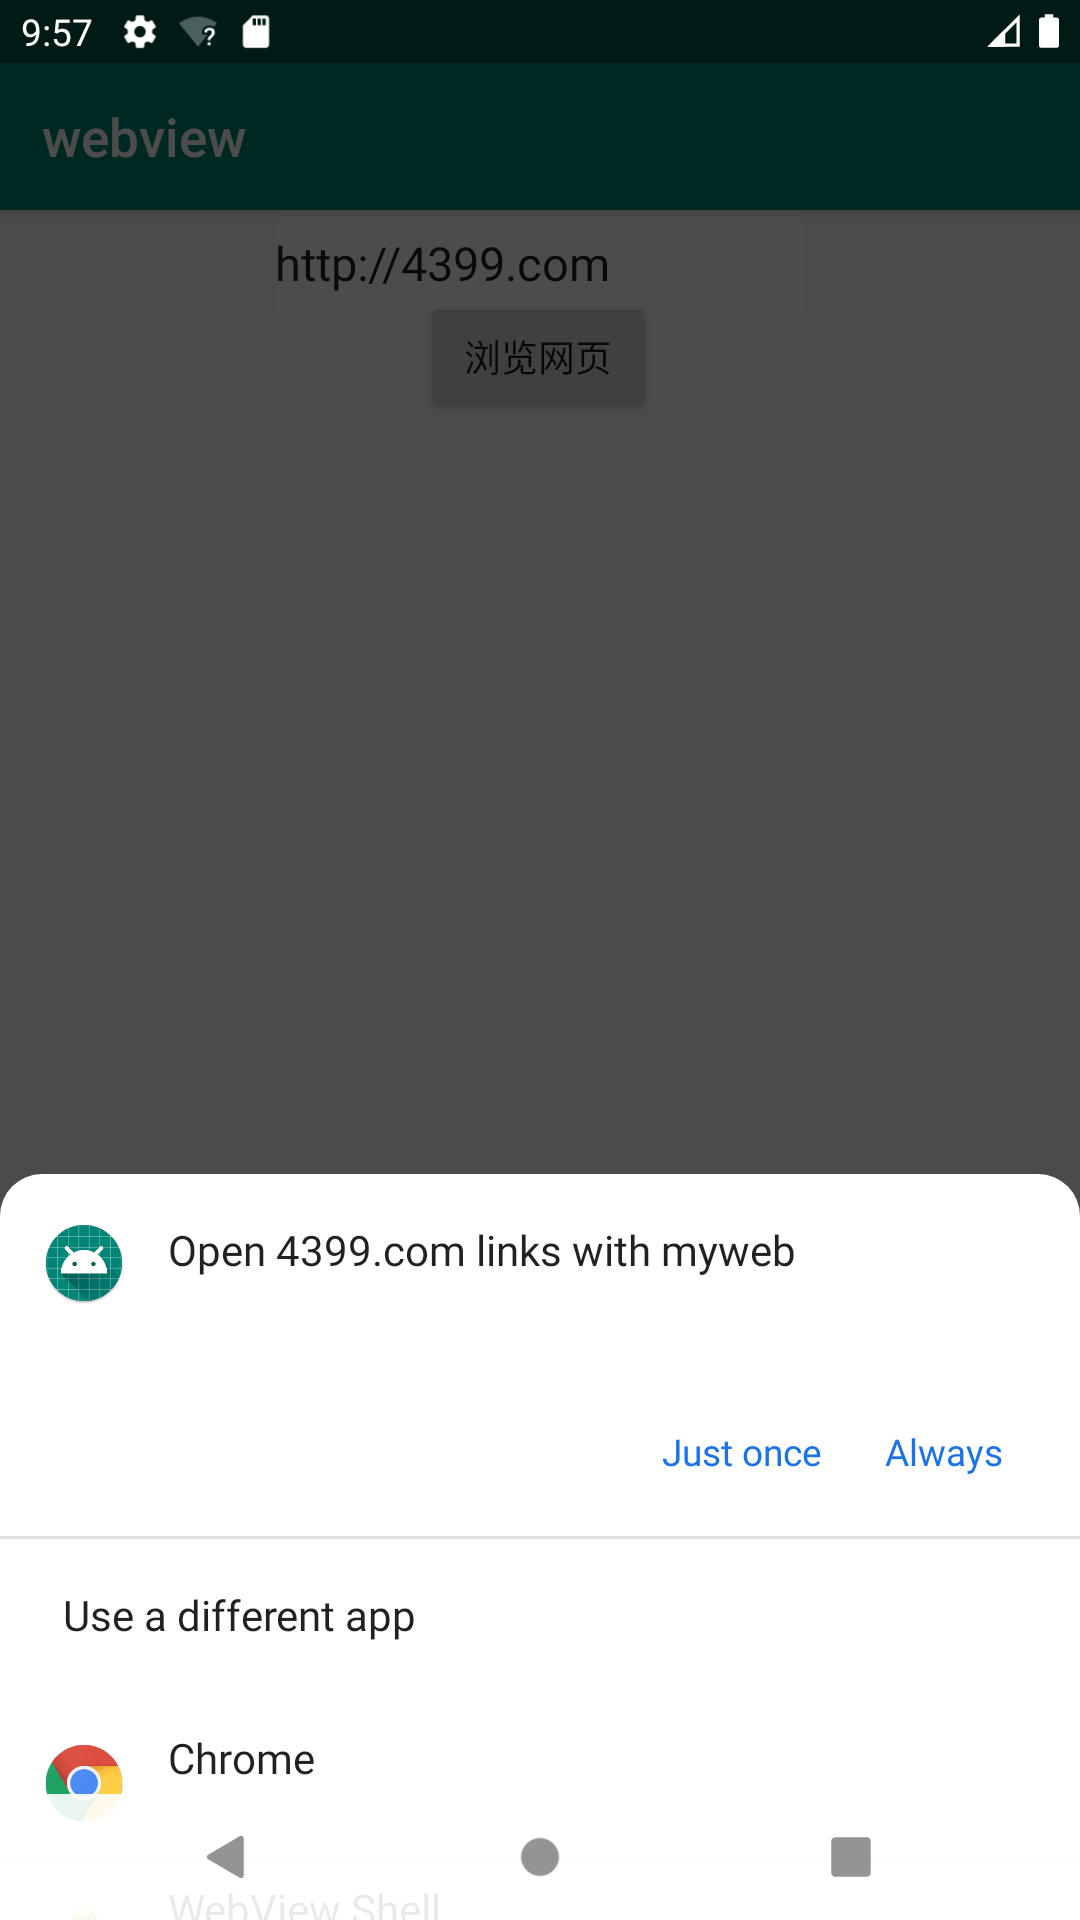 9:57
webview
http://4399.com
浏览网页
Open 4399.com links with myweb
Just once Always
Use a different app
Chrome
WebView Shell